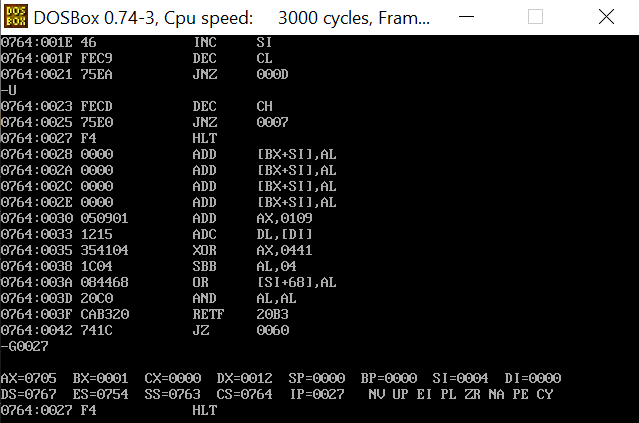 DOS BOX DOSBox 0.74-3, Cpu speed: 3000 cycles, Fram...
0764:001E 46 INC SI
0764:001F FEC9 DEC CL
0764:0021 75EA JNZ 000D
-U
0764:0023 FECD DEC CH
0764:0025 75E0 JNZ 0007
0764:0027 F4 HLT
0764:0028 0000 ADD [BX+SI],AL
0764:002A 0000 ADD [BX+SI],AL
0764:002C 0000 ADD [BX+SI],AL
0764:002E 0000 ADD [BX+SI],AL
0764:0030 050901 ADD AX,0109
0764:0033 1215 ADC DL,[DI]
0764:0035 354104 XOR AX,0441
0764:0038 1C04 SBB AL,04
0764:003A 084468 OR [SI+68],AL
0764:003D 20C0 AND AL,AL
0764:003F CAB320 RETF 20B3
0764:0042 741C JZ 0060
-G0027
AX=0705 BX=0001 CX=0000 DX=0012 SP=0000 BP=0000 SI=0004 DI=0000
DS=0767 ES=0754 SS=0763 CS=0764 IP=0027 NV UP EI PL ZR NA PE CY
0764:0027 F4 HLT